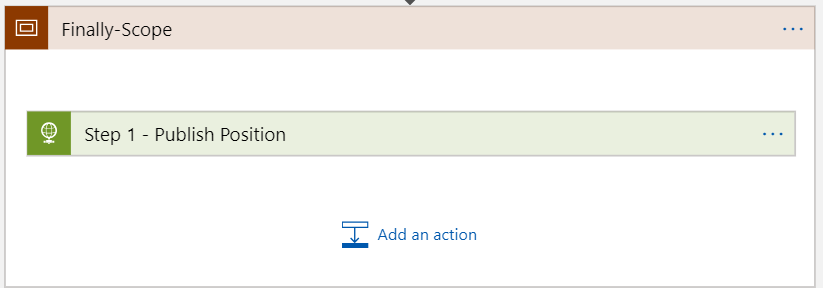 Finally-Scope
Step 1 - Publish Position
Add an action